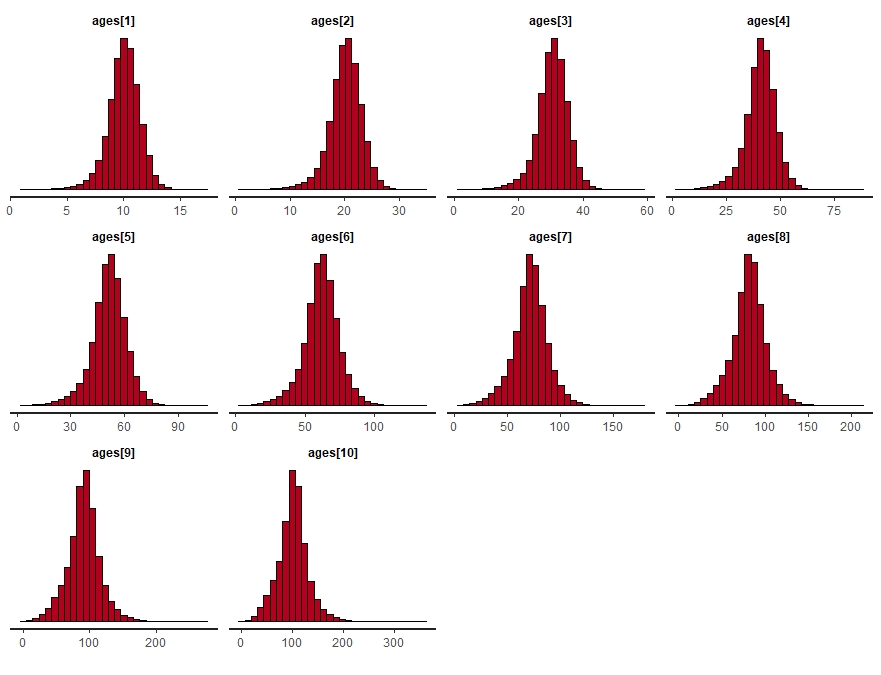 ages[1] ages[2] ages[3] ages[4]
0 5 10 15 0 10 20 30 0 20 40 60 0 25 50 75
ages[5] ages[6] ages[7] ages[8]
0 30 60 90 0 50 100 0 50 100 150 0 50 100 150 200
ages[9] ages[10]
0 100 200 0 100 200 300